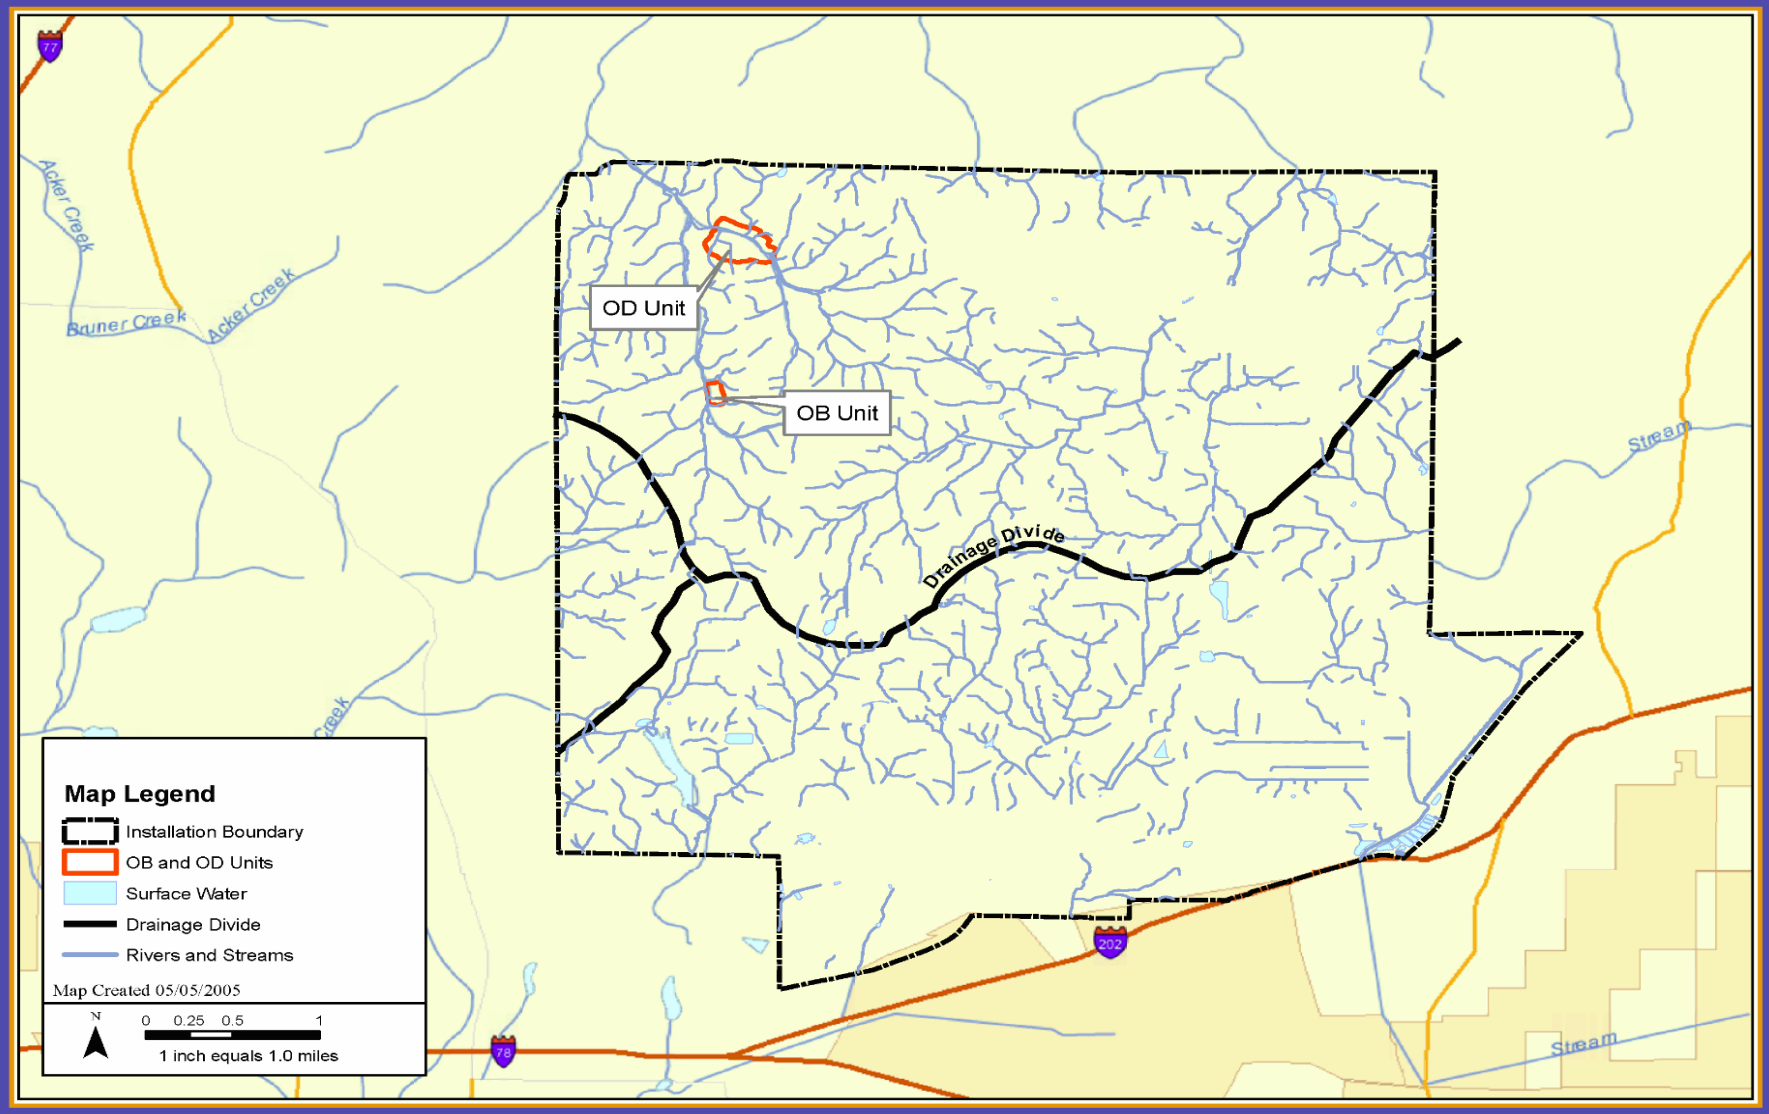 77
Acker Creek
Bruner Creek
Acker Creek
OD Unit
OB Unit
Stream
Drainage Divide
Creek
Map Legend
Installation Boundary
OB and OD Units
Surface Water
Drainage Divide
Rivers and Streams
Map Created 05/05/2005
N
0 0.25 0.5 1
1 inch equals 1.0 miles
202
78
Stream